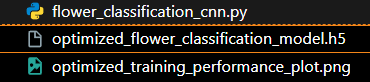 flower_classification_cnn.py
optimized_flower_classification_model.h5
optimized_training_performance_plot.png